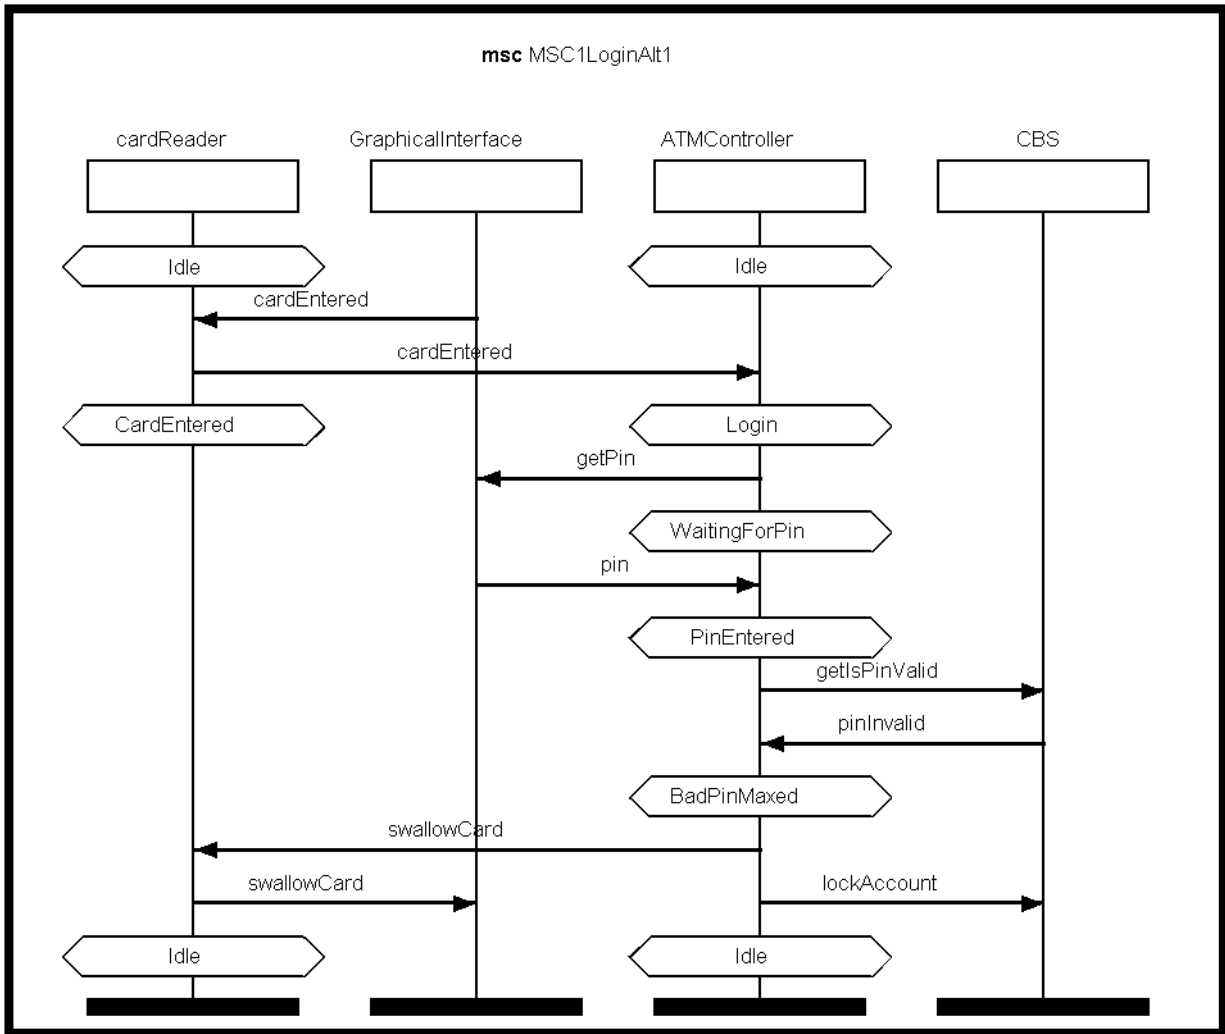 msc MSC1LoginAlt1
cardReader GraphicalInterface ATMController CBS
Idle Idle
cardEntered
cardEntered
CardEntered Login
getPin
WaitingForPin
pin
PinEntered
getIsPinValid
pinInvalid
BadPinMaxed
swallowCard
swallowCard lockAccount
Idle Idle